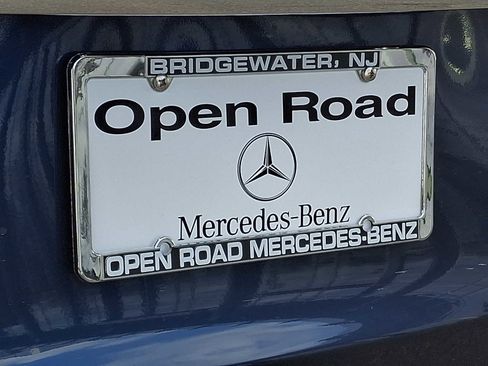 BRIDGEWATER, NJ
Open Road
Mercedes-Benz
OPEN ROAD MERCEDES-BENZ